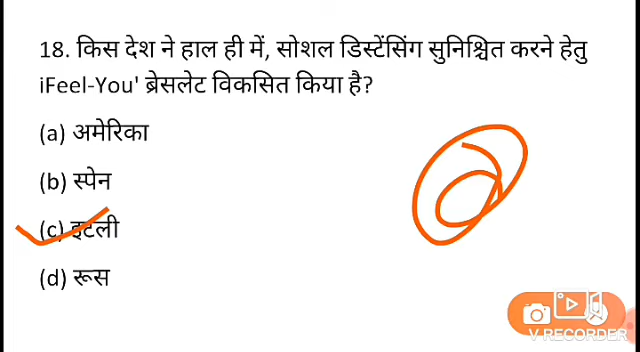 18. किस देश ने हाल ही में, सोशल डिस्टेंसिंग सुनिश्चित करने हेतु
iFeel-You' ब्रेसलेट विकसित किया है?
(a) अमेरिका
(b) स्पेन
(c) इटली
(d) रूस
V RECORDER